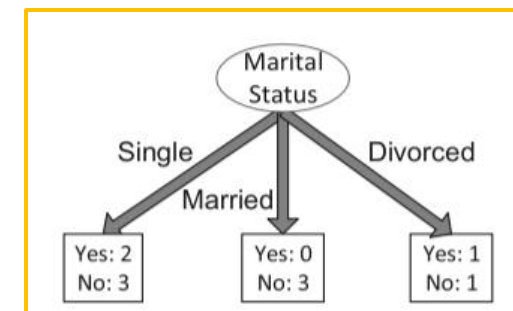 Marital
Status
Single
Married
Divorced
Yes: 2
No: 3
Yes: 0
No: 3
Yes: 1
No: 1